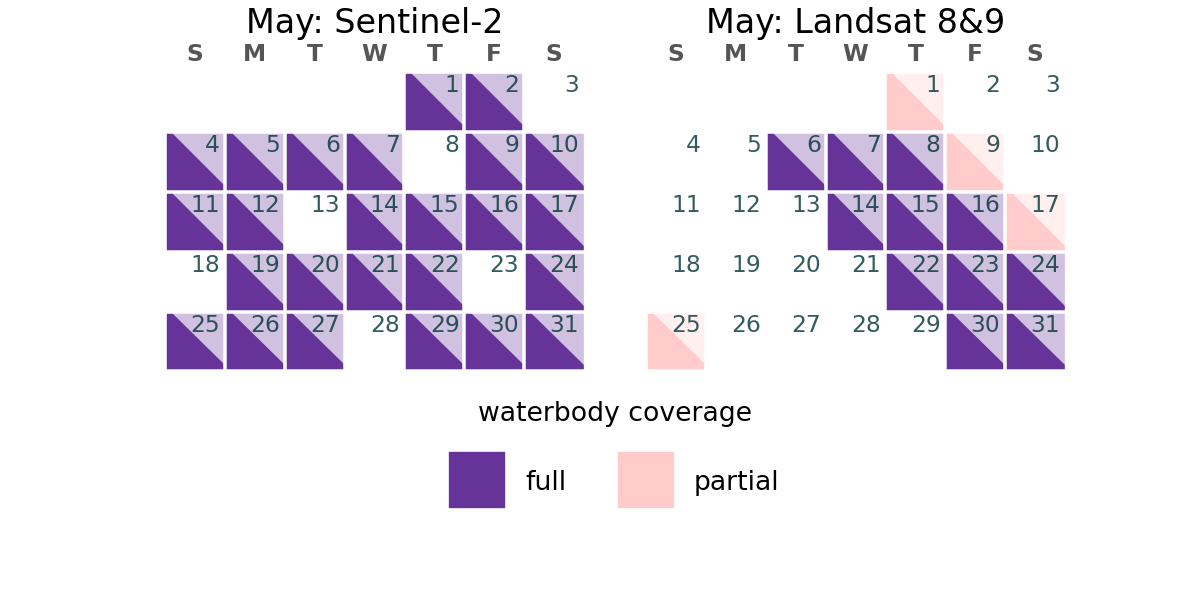 May: Sentinel-2
S M T W T F S
1 2 3
4 5 6 7 8 9 10
11 12 13 14 15 16 17
18 19 20 21 22 23 24
25 26 27 28 29 30 31
May: Landsat 8&9
S M T W T F S
1 2 3
4 5 6 7 8 9 10
11 12 13 14 15 16 17
18 19 20 21 22 23 24
25 26 27 28 29 30 31
waterbody coverage
full
partial